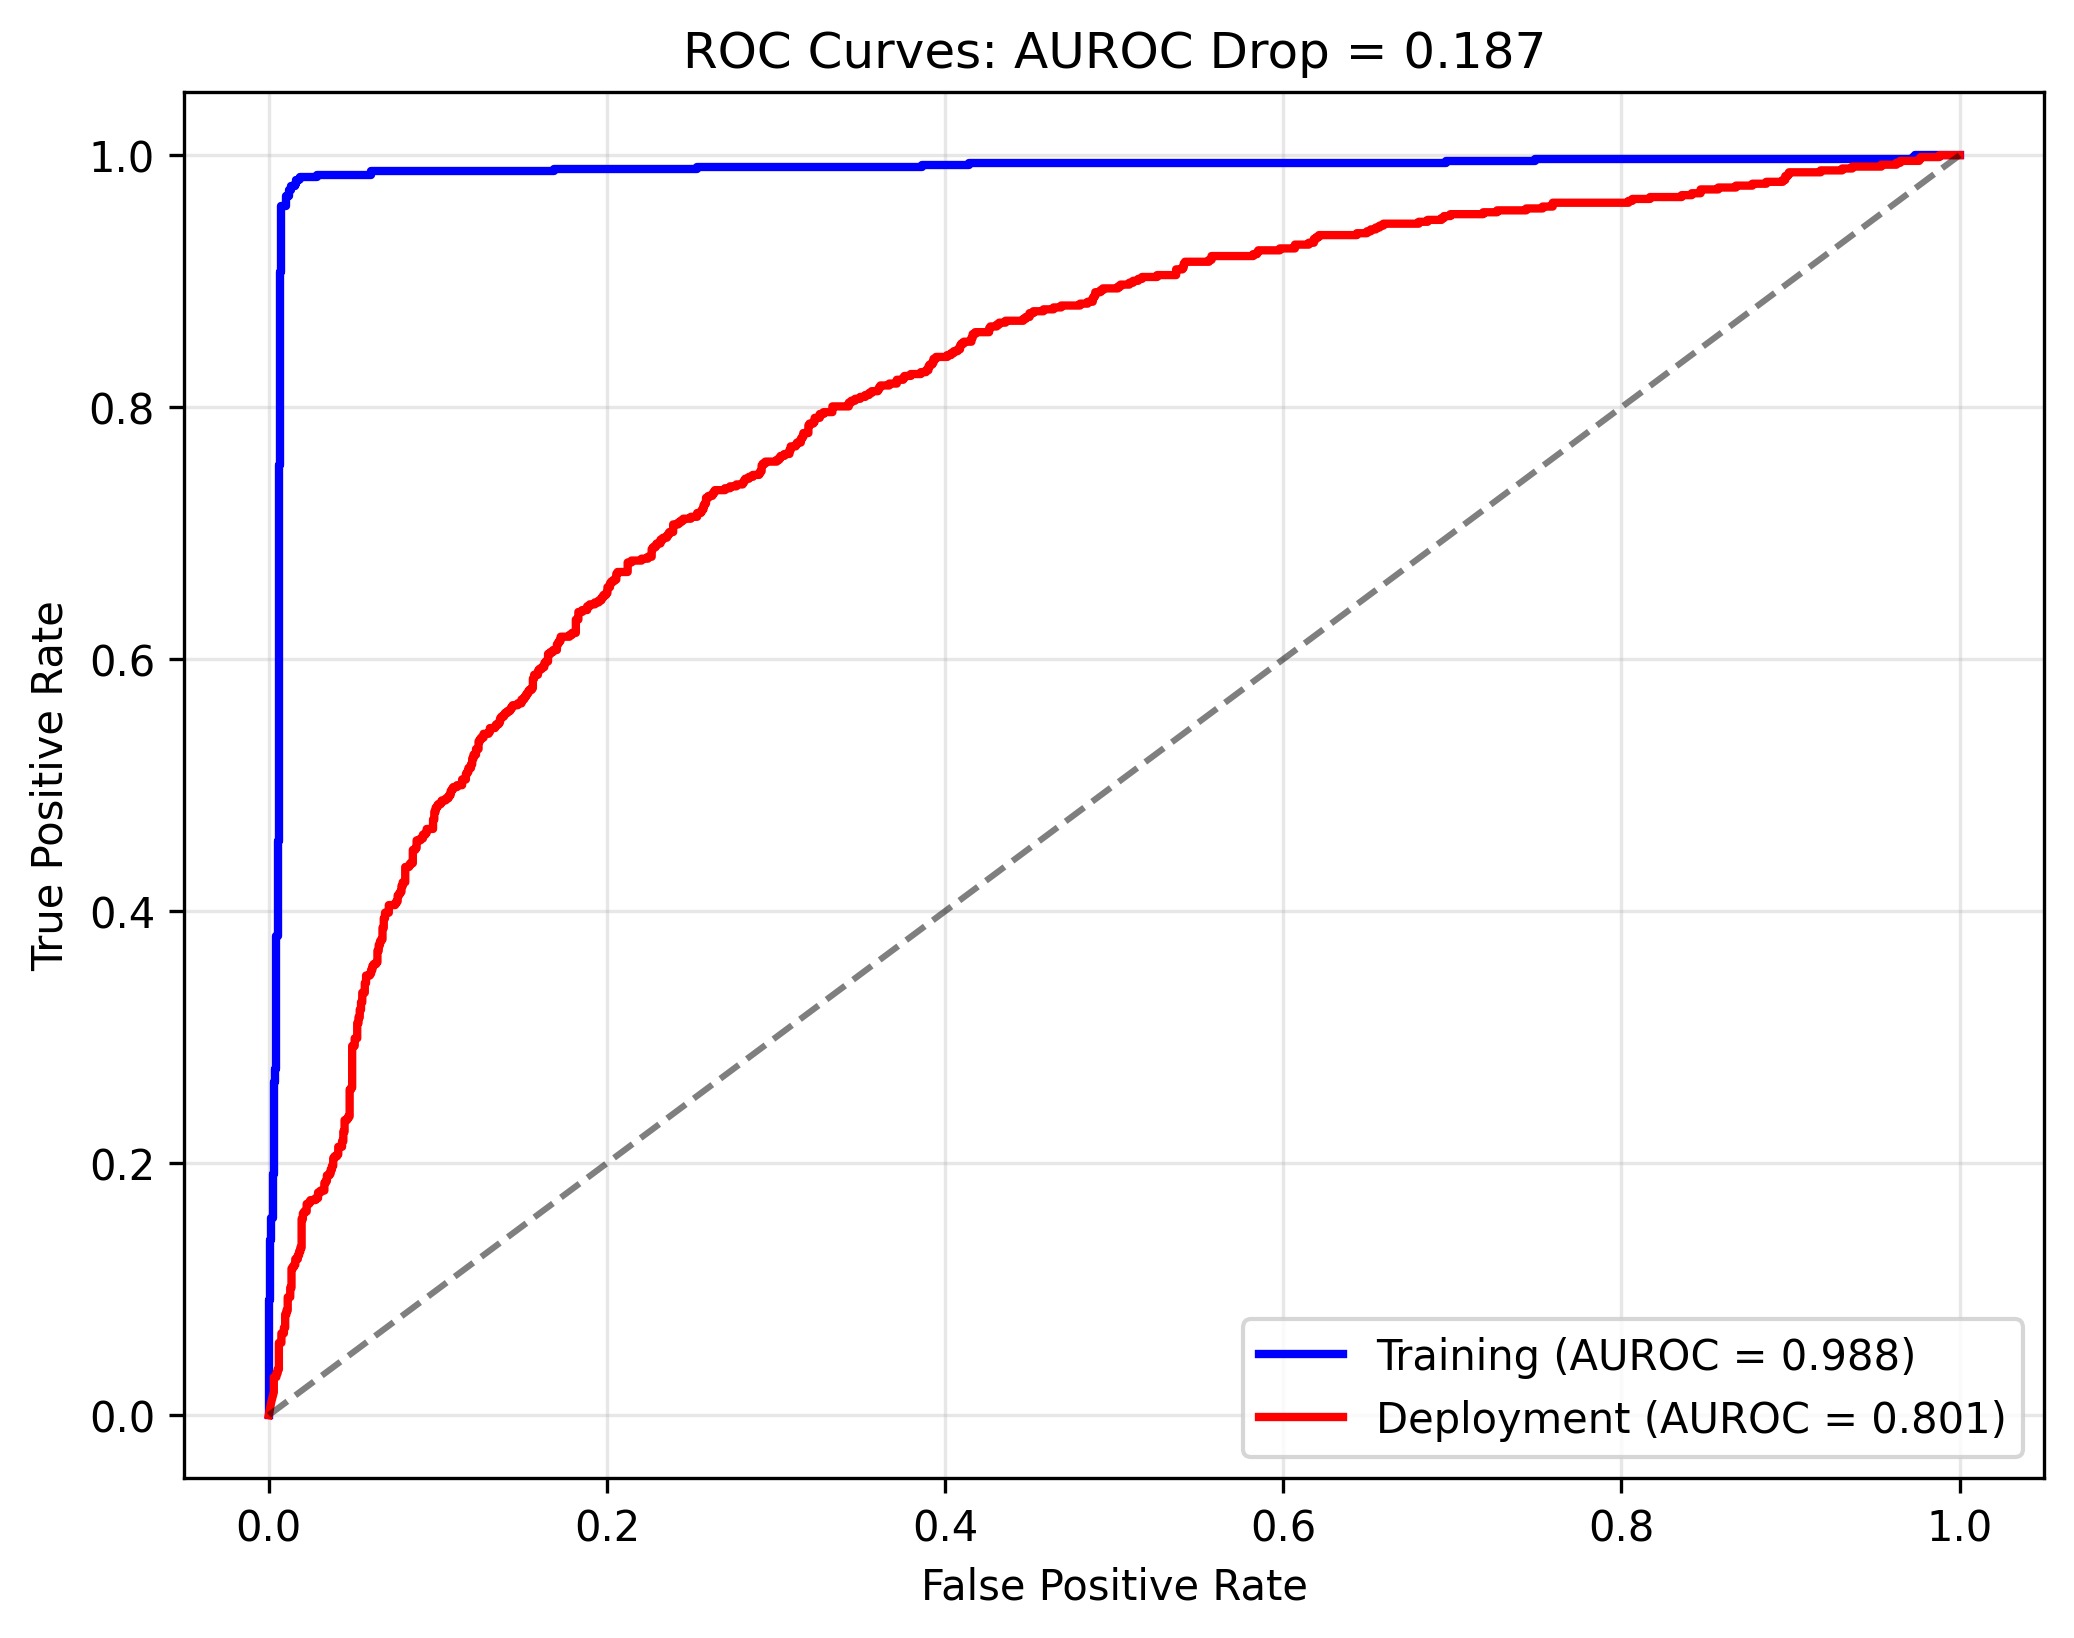 ROC Curves: AUROC Drop = 0.187
True Positive Rate
1.0
0.8
0.6
0.4
0.2
0.0
Training (AUROC = 0.988)
Deployment (AUROC = 0.801)
0.0 0.2 0.4 0.6 0.8 1.0
False Positive Rate